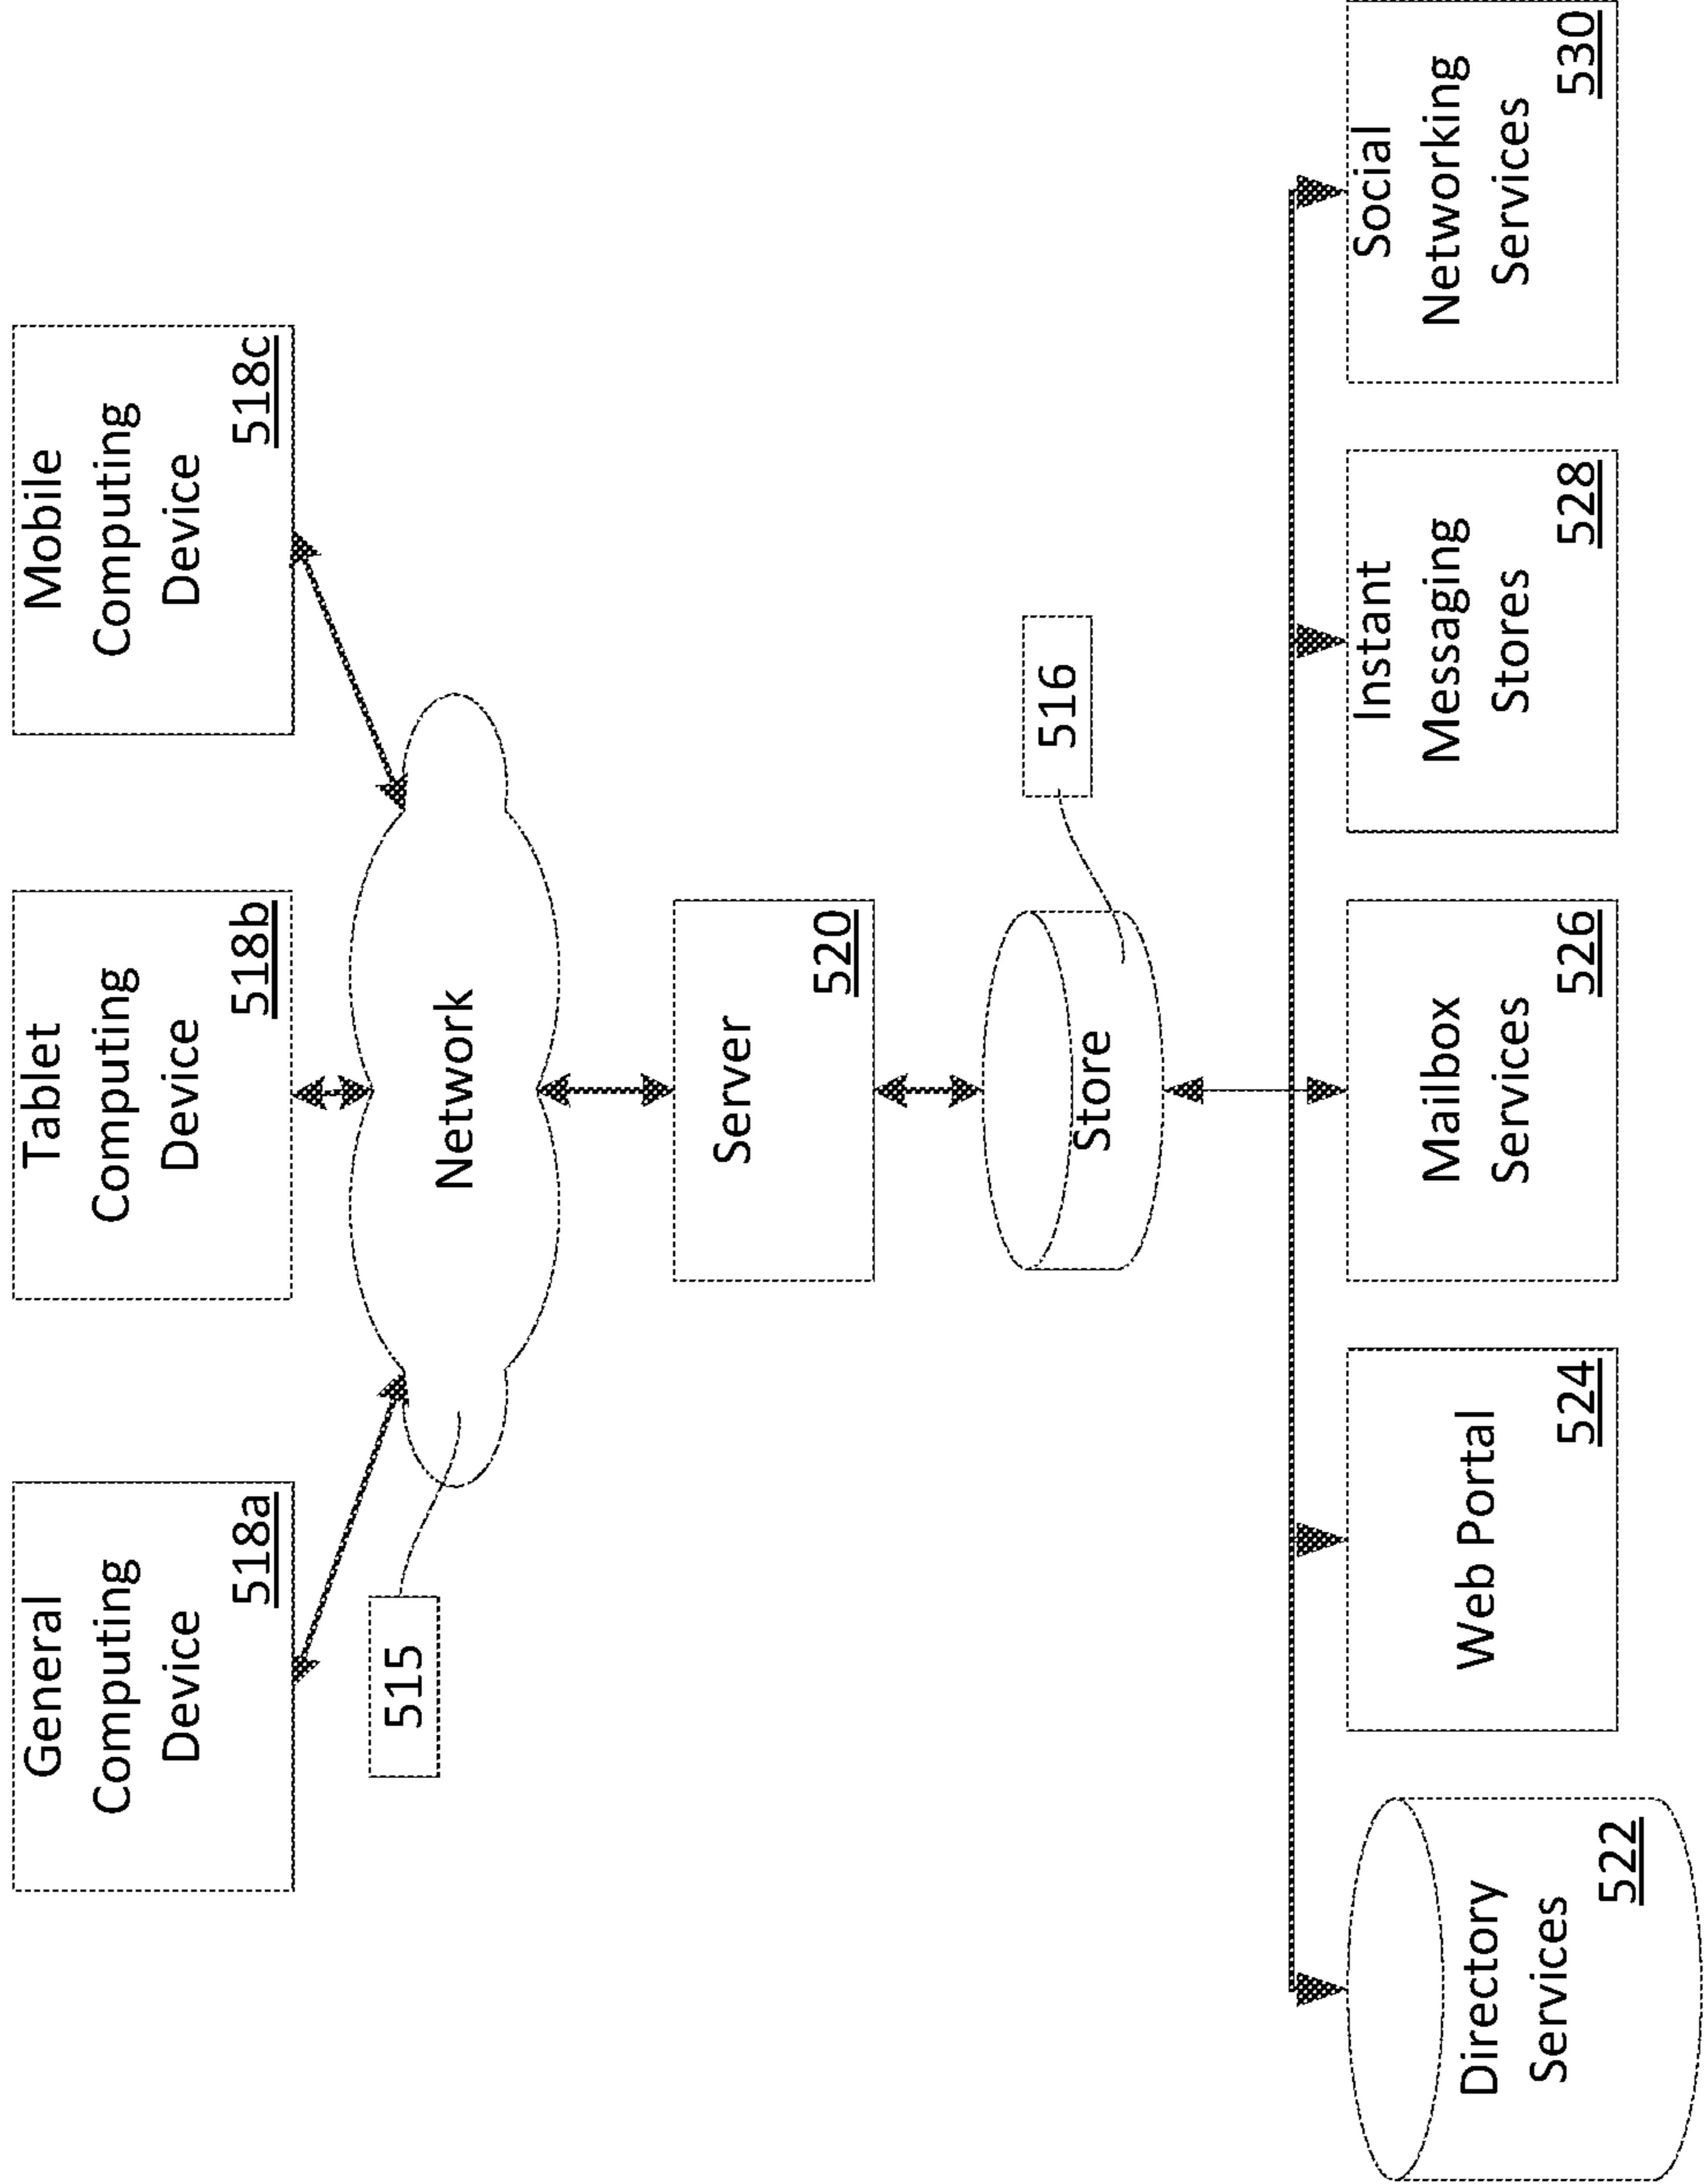 General
Computing
Device
518a
Tablet
Computing
Device
518b
Mobile
Computing
Device
518c
515
Network
Server
520
516
Store
Directory
Services
522
Web Portal
524
Mailbox
Services
526
Instant
Messaging
Stores
528
Social
Networking
Services
530